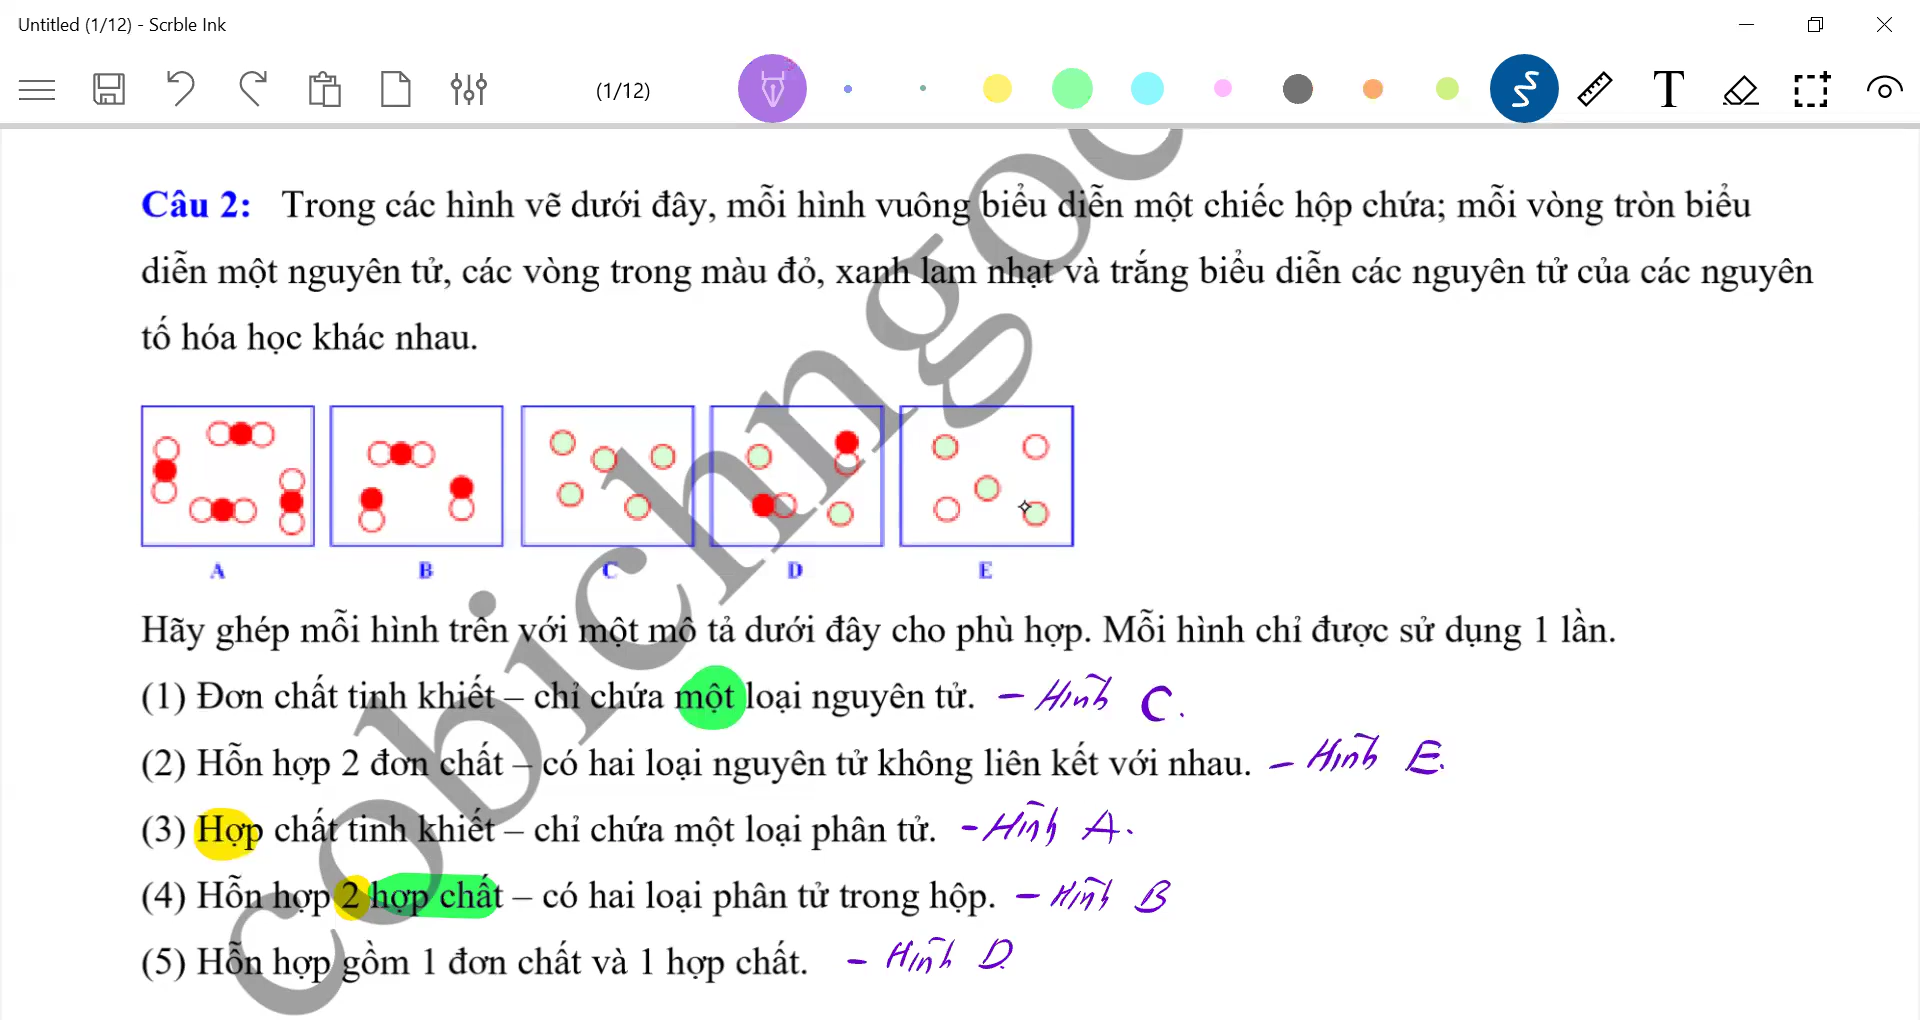 Untitled (1/12) - Scrble Ink
(1/12)
T
Câu 2: Trong các hình vẽ dưới đây, mỗi hình vuông biểu diễn một chiếc hộp chứa; mỗi vòng tròn biểu
diễn một nguyên tử, các vòng trong màu đỏ, xanh lam nhạt và trắng biểu diễn các nguyên tử của các nguyên
tố hóa học khác nhau.
A B C D E
Hãy ghép mỗi hình trên với một mô tả dưới đây cho phù hợp. Mỗi hình chỉ được sử dụng 1 lần.
(1) Đơn chất tinh khiết – chỉ chứa một loại nguyên tử. – Hình C.
(2) Hỗn hợp 2 đơn chất – có hai loại nguyên tử không liên kết với nhau. – Hình E.
(3) Hợp chất tinh khiết – chỉ chứa một loại phân tử. - Hình A.
(4) Hỗn hợp 2 hợp chất – có hai loại phân tử trong hộp. – Hình B
(5) Hỗn hợp gồm 1 đơn chất và 1 hợp chất. – Hình D
cobichngoc